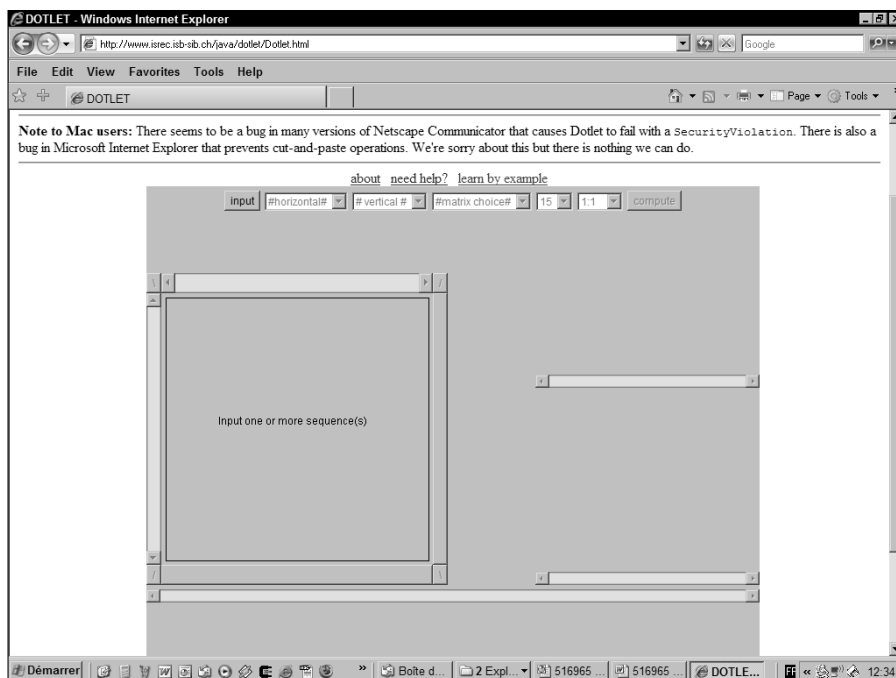 DOTLET - Windows Internet Explorer
http://www.isrec.isb-sib.ch/java/dotlet/Dotlet.html
Google
File Edit View Favorites Tools Help
DOTLET
Page Tools
Note to Mac users: There seems to be a bug in many versions of Netscape Communicator that causes Dotlet to fail with a SecurityViolation. There is also a
bug in Microsoft Internet Explorer that prevents cut-and-paste operations. We're sorry about this but there is nothing we can do.
about need help? learn by example
input #horizontal# # vertical # #matrix choice# 15 1:1 compute
\ /
Input one or more sequence(s)
/ \
Démarrer » Boîte d... 2 Expl... 516965 ... 516965 ... DOTLE... FF « 12:34